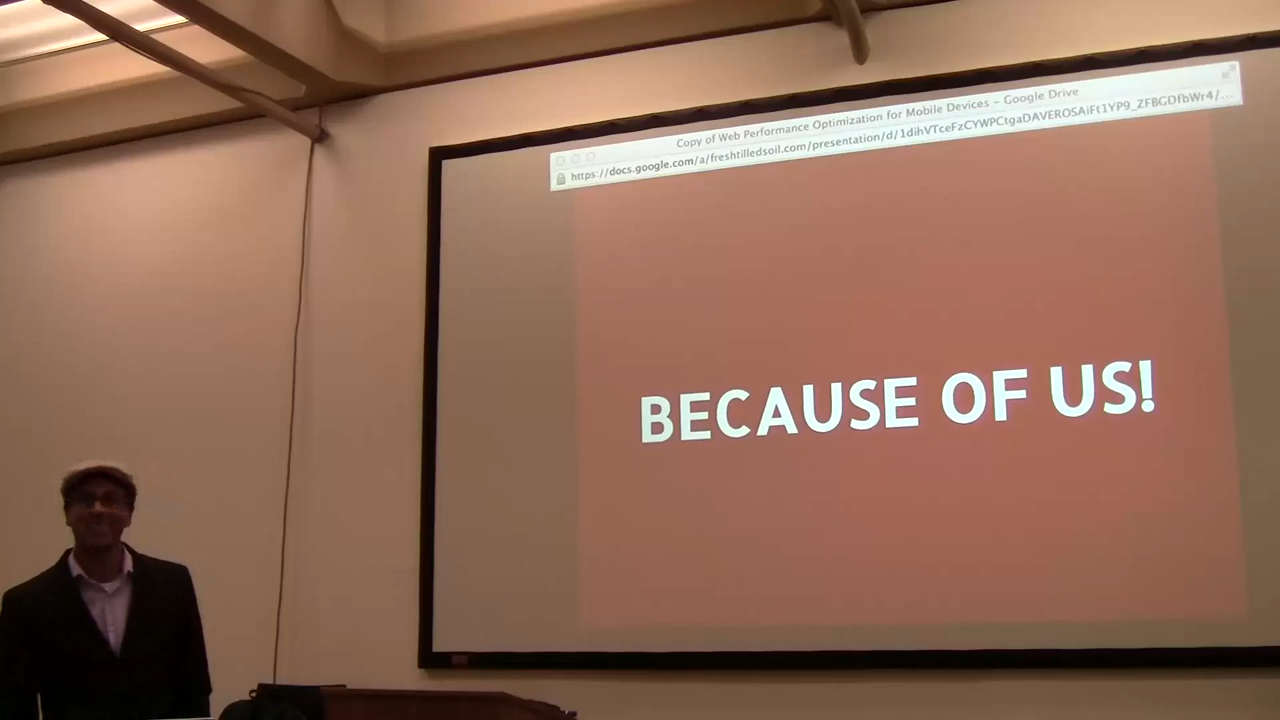 Copy of Web Performance Optimization for Mobile Devices – Google Drive
https://docs.google.com/a/freshtilledsoil.com/presentation/d/1dihVTceFzCYWPCtgaDAVEROSAiFt1YP9_ZFBGOfbWr4/...
BECAUSE OF US!